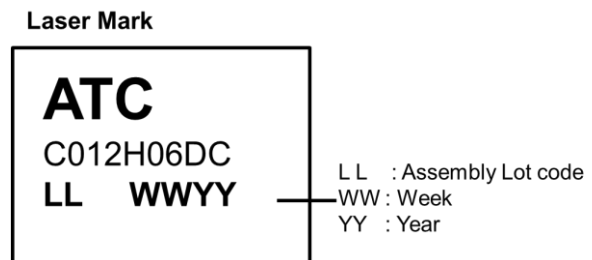 Laser Mark
ATC
C012H06DC
LL WWYY
L L : Assembly Lot code
WW : Week
YY : Year